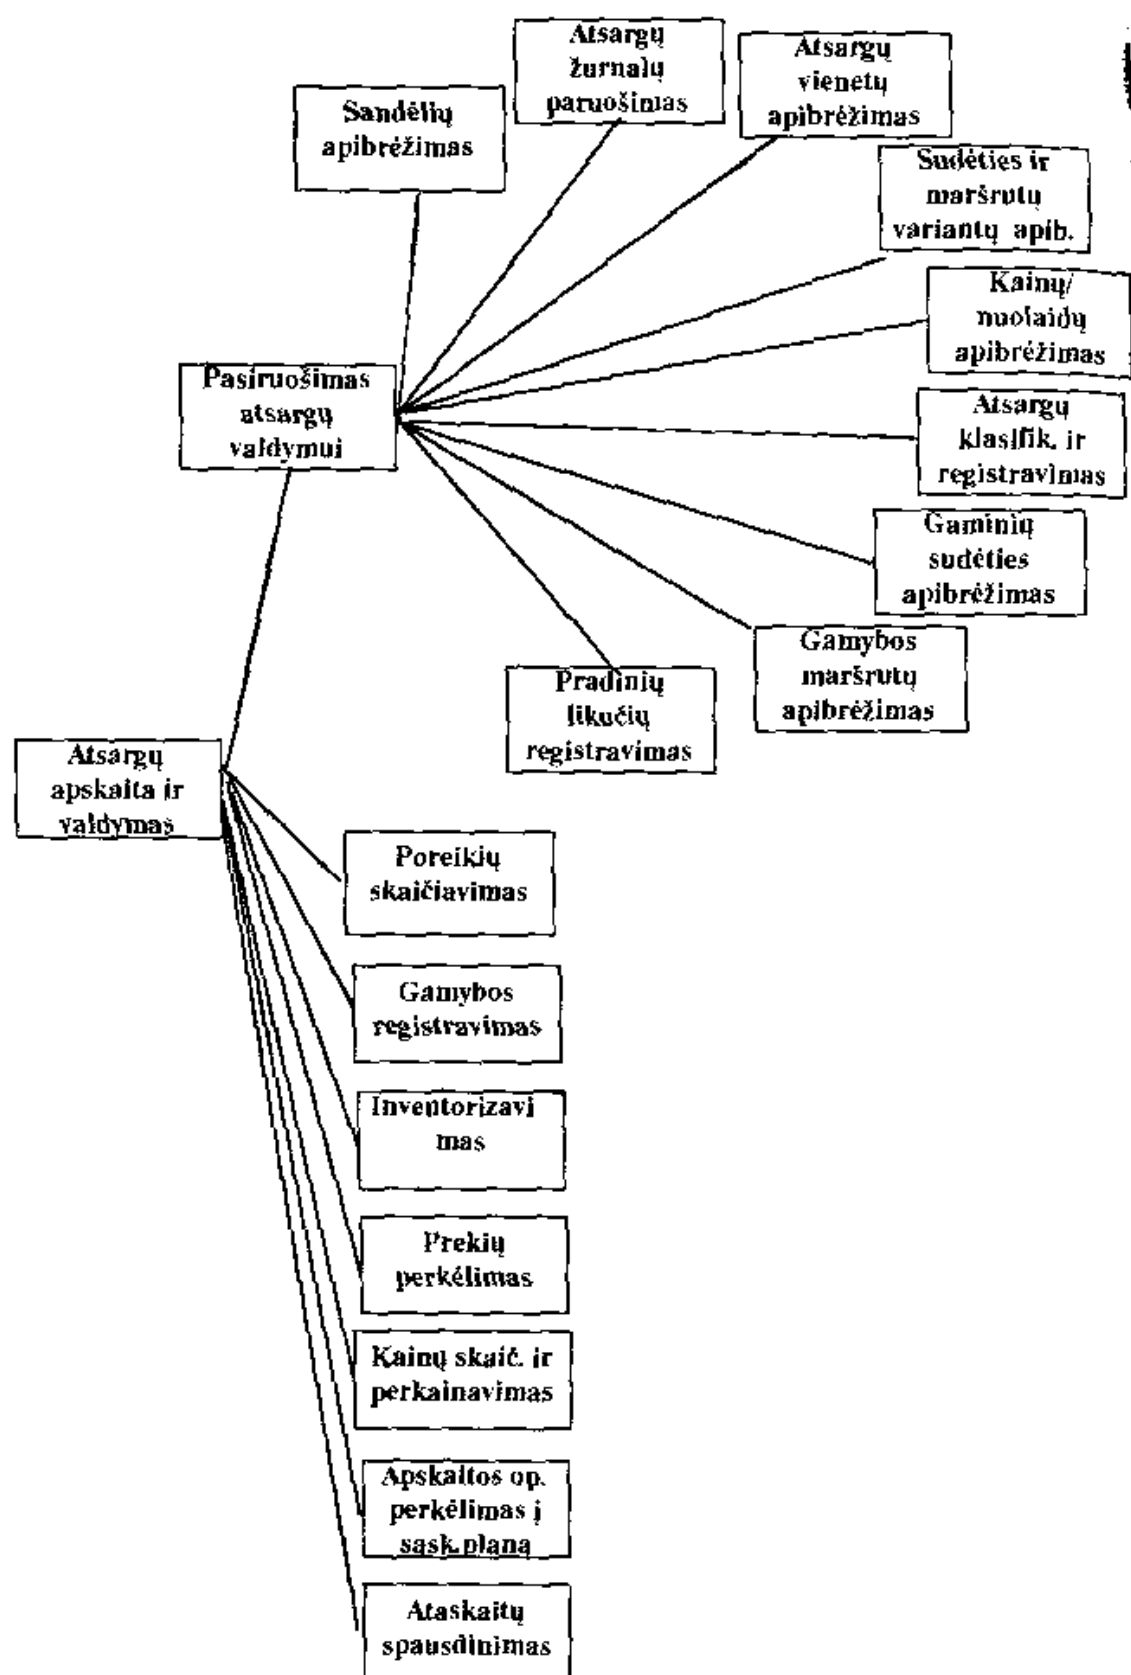 Atsargų
žurnalų
paruošimas
Atsargų
vienetų
apibrėžimas
Sandėlių
apibrėžimas
Sudėties ir
maršrutų
variantų apib.
Kainų/
nuolaidų
apibrėžimas
Pasiruošimas
atsargų
valdymui
Atsargų
klasifik. ir
registravimas
Gaminių
sudėties
apibrėžimas
Gamybos
maršrutų
apibrėžimas
Pradinių
likučių
registravimas
Atsargų
apskaita ir
valdymas
Poreikių
skaičiavimas
Gamybos
registravimas
Inventorizavi
mas
Prekių
perkėlimas
Kainų skaič. ir
perkainavimas
Apskaitos op.
perkėlimas į
sąsk.planą
Ataskaitų
spausdinimas